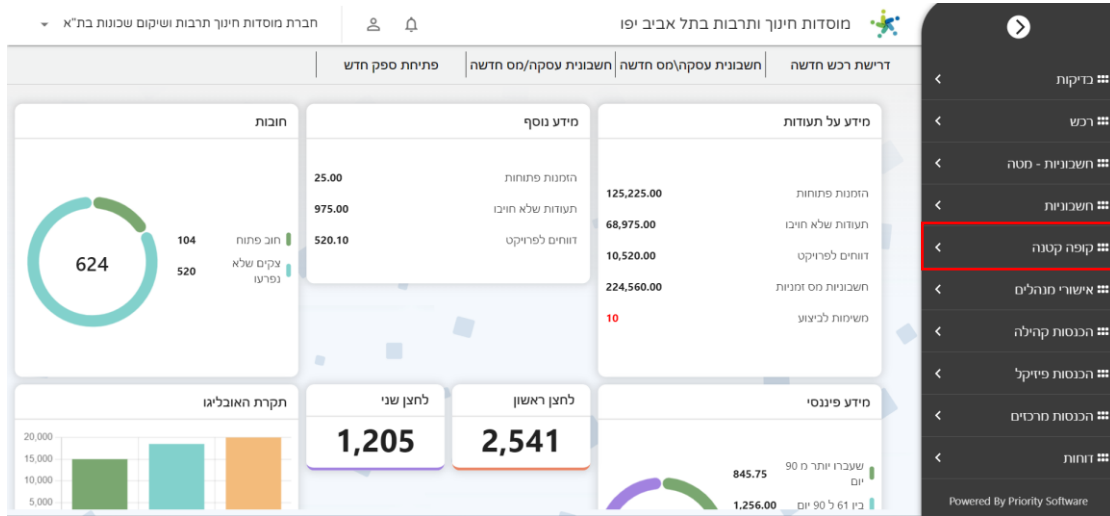 מוסדות חינוך ותרבות בתל אביב יפו
חברת מוסדות חינוך תרבות ושיקום שכונות בת"א
דרישת רכש חדשה
חשבונית עסקה\מס חדשה
חשבונית עסקה/מס חדשה
פתיחת ספק חדש
בדיקות
רכש
חשבוניות - מטה
חשבוניות
קופה קטנה
אישורי מנהלים
הכנסות קהילה
הכנסות פיזיקל
הכנסות מרכזים
דוחות
Powered By Priority Software
מידע על תעודות
הזמנות פתוחות 125,225.00
תעודות שלא חויבו 68,975.00
דווחים לפרויקט 10,520.00
חשבוניות מס זמניות 224,560.00
משימות לביצוע 10
מידע נוסף
הזמנות פתוחות 25.00
תעודות שלא חויבו 975.00
דווחים לפרויקט 520.10
חובות
חוב פתוח 104
צקים שלא נפרעו 520
624
מידע פיננסי
שעברו יותר מ 90 יום 845.75
בין 61 ל 90 יום 1,256.00
לחצן ראשון
2,541
לחצן שני
1,205
תקרת האובליגו
20,000
15,000
10,000
5,000